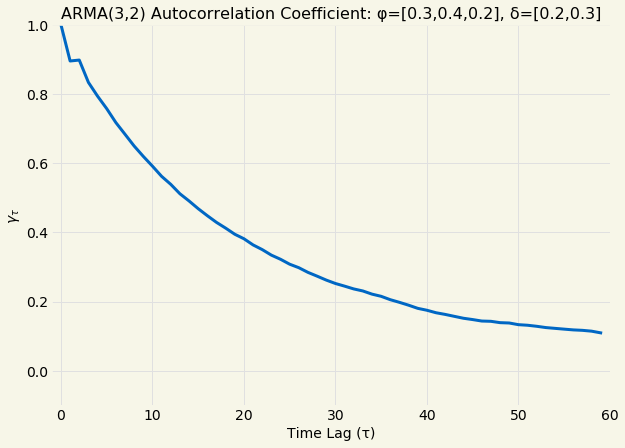 ARMA(3,2) Autocorrelation Coefficient: φ=[0.3,0.4,0.2], δ=[0.2,0.3]
1.0
0.8
0.6
0.4
0.2
0.0
γτ
0 10 20 30 40 50 60
Time Lag (τ)